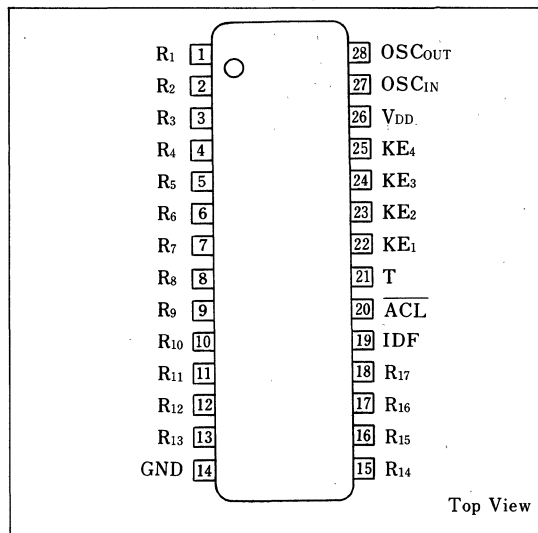 R₁ 1 28 OSCOUT
R₂ 2 27 OSCIN
R₃ 3 26 VDD
R₄ 4 25 KE₄
R₅ 5 24 KE₃
R₆ 6 23 KE₂
R₇ 7 22 KE₁
R₈ 8 21 T
R₉ 9 20 A̅C̅L̅
R₁₀ 10 19 IDF
R₁₁ 11 18 R₁₇
R₁₂ 12 17 R₁₆
R₁₃ 13 16 R₁₅
GND 14 15 R₁₄
Top View